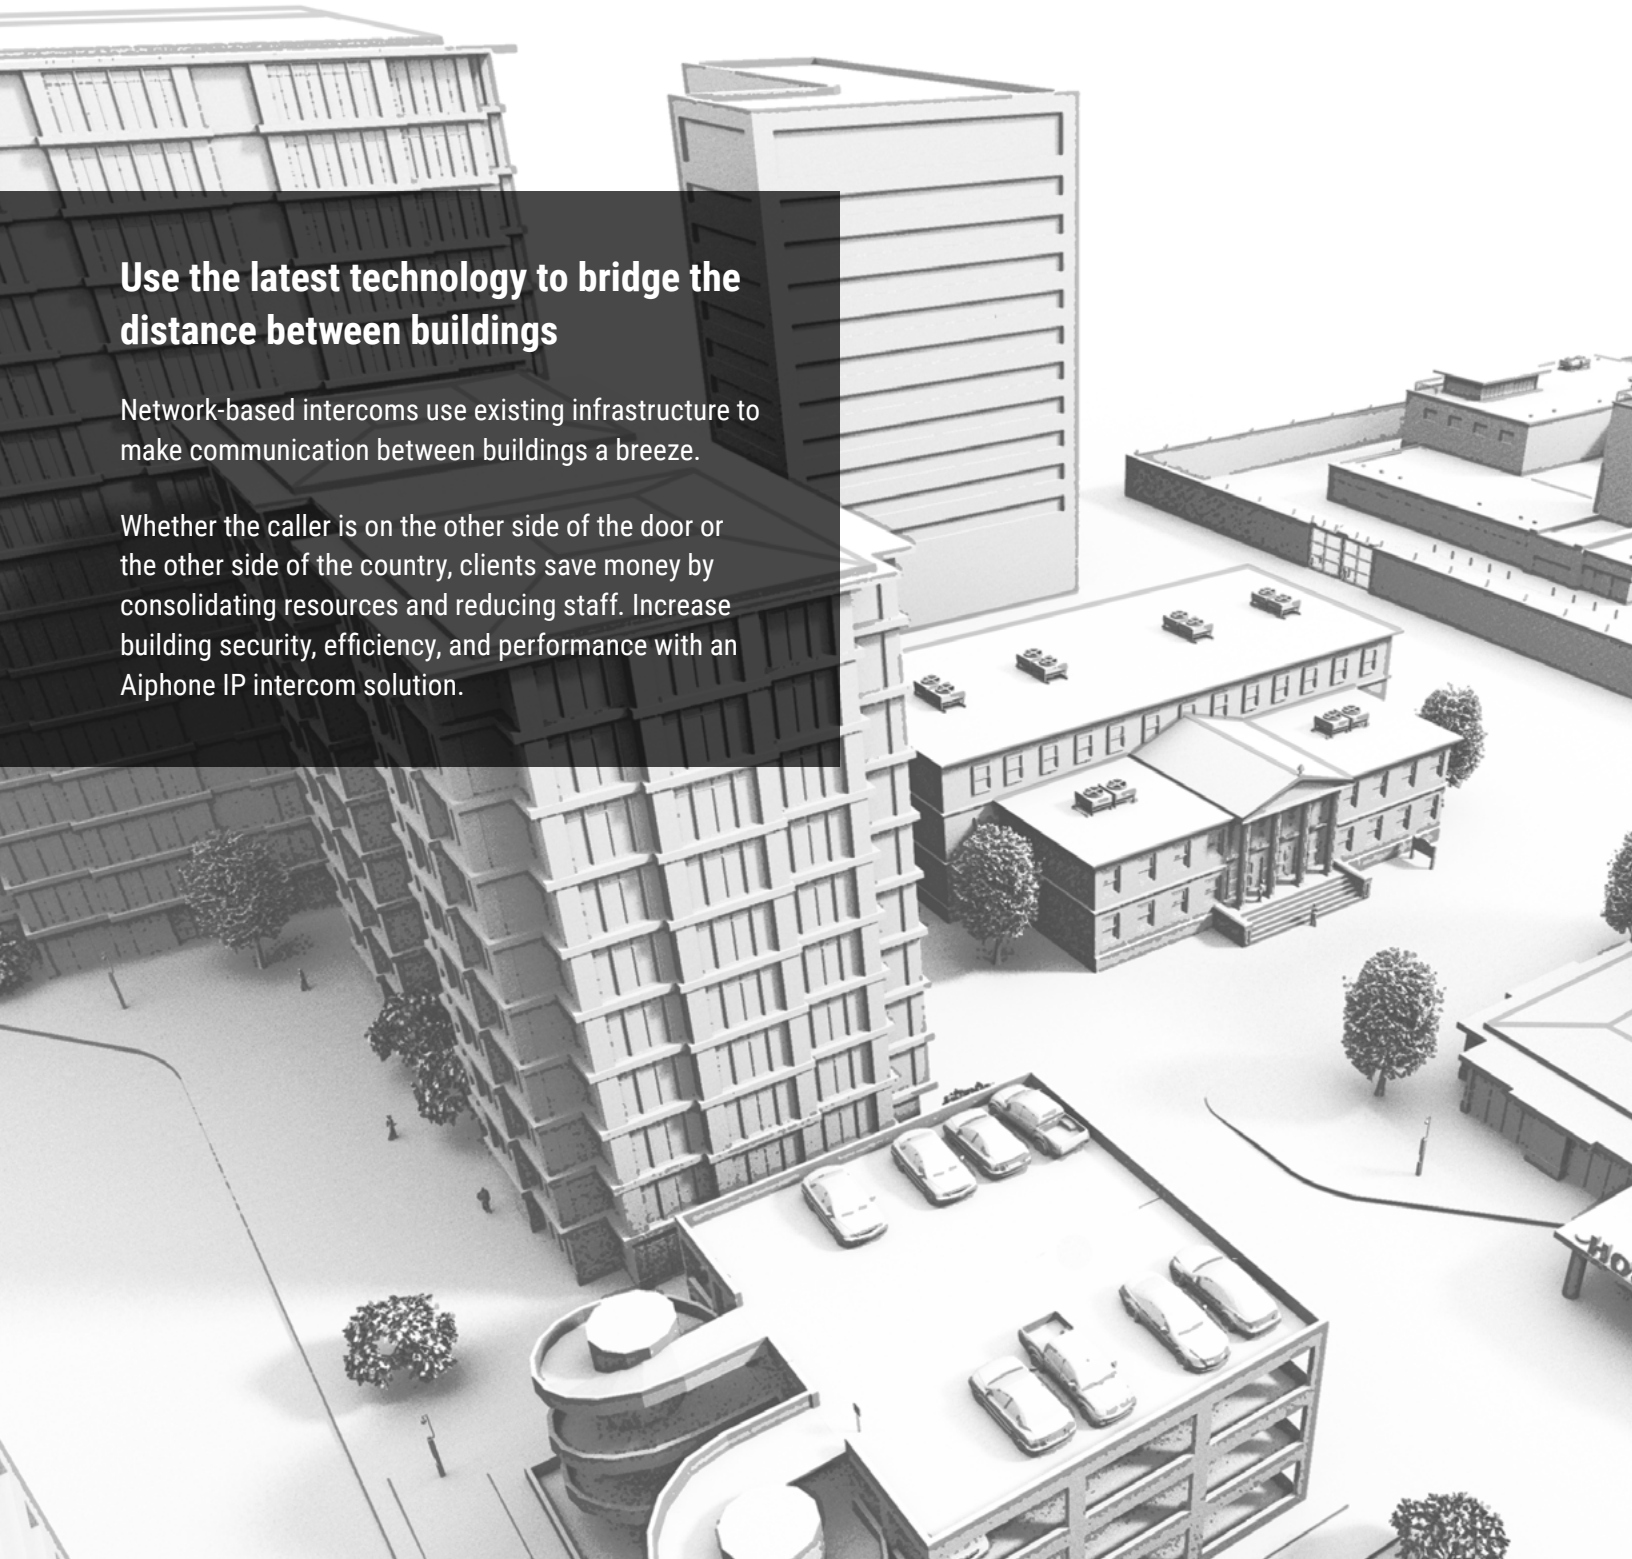 Use the latest technology to bridge the
distance between buildings
Network-based intercoms use existing infrastructure to
make communication between buildings a breeze.
Whether the caller is on the other side of the door or
the other side of the country, clients save money by
consolidating resources and reducing staff. Increase
building security, efficiency, and performance with an
Aiphone IP intercom solution.